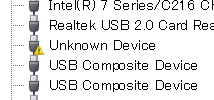 Intel(R) 7 Series/C216 Ch
Realtek USB 2.0 Card Rea
Unknown Device
USB Composite Device
USB Composite Device